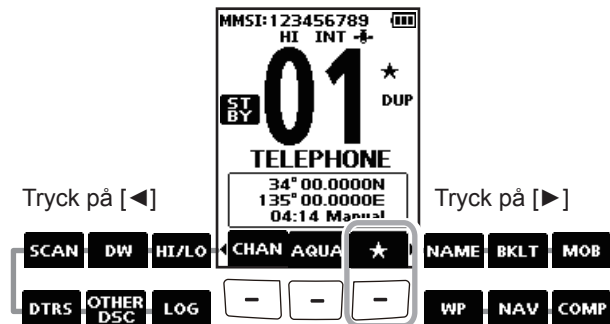 MMSI:123456789
HI INT
01
★
DUP
ST
BY
TELEPHONE
34°00.0000N
135°00.0000E
04:14 Manual
Tryck på [◄]
Tryck på [►]
SCAN DW HI/LO CHAN AQUA ★ NAME BKLT MOB
DTRS OTHER DSC LOG - - - WP NAV COMP